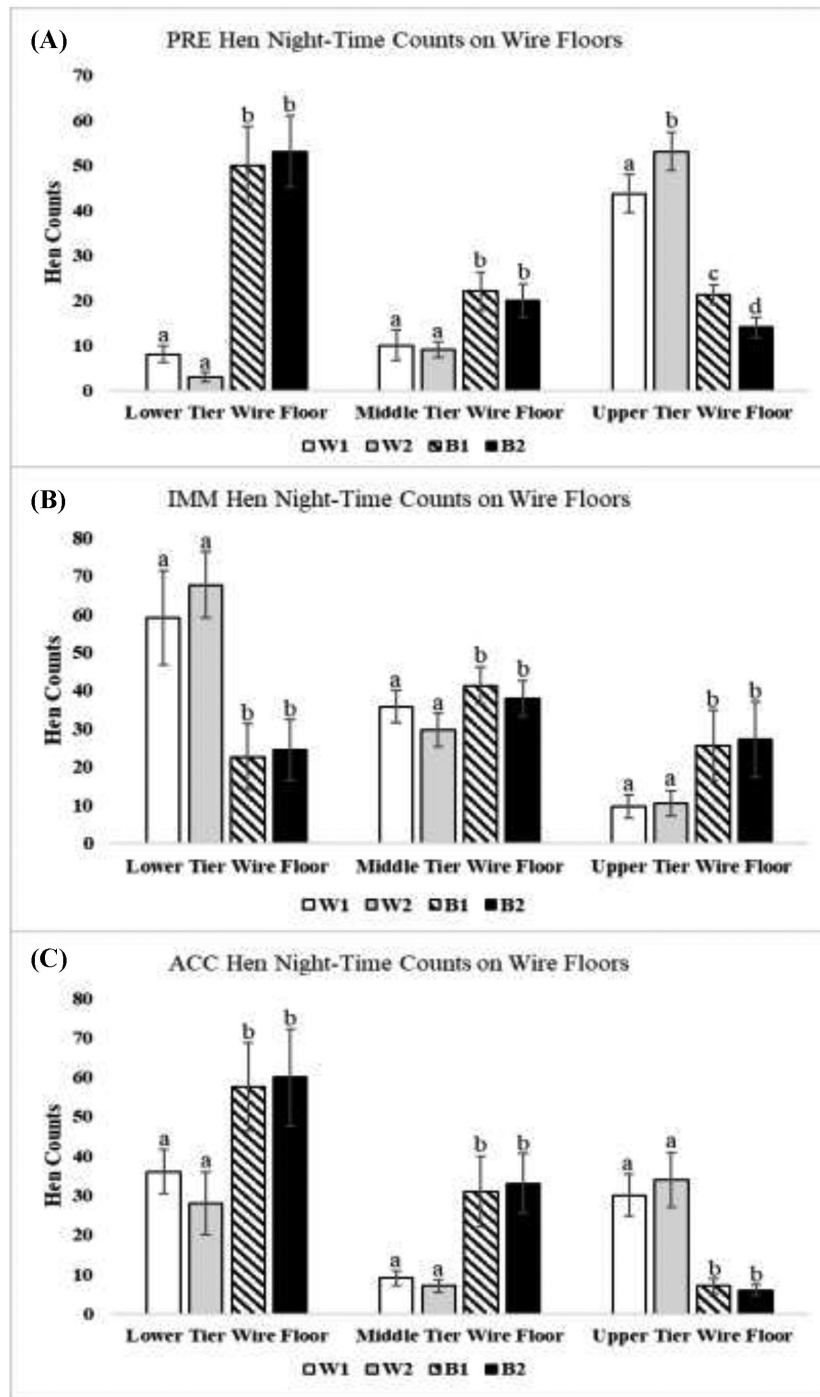 (A)
PRE Hen Night-Time Counts on Wire Floors
70
60
50
40
30
20
10
0
Hen Counts
a
a
b
b
a
a
b
b
a
b
c
d
Lower Tier Wire Floor
Middle Tier Wire Floor
Upper Tier Wire Floor
W1 W2 B1 B2
(B)
IMM Hen Night-Time Counts on Wire Floors
80
70
60
50
40
30
20
10
0
Hen Counts
a
a
b
b
a
a
b
b
a
a
b
b
Lower Tier Wire Floor
Middle Tier Wire Floor
Upper Tier Wire Floor
W1 W2 B1 B2
(C)
ACC Hen Night-Time Counts on Wire Floors
80
70
60
50
40
30
20
10
0
Hen Counts
a
a
b
b
a
a
b
b
a
a
b
b
Lower Tier Wire Floor
Middle Tier Wire Floor
Upper Tier Wire Floor
W1 W2 B1 B2